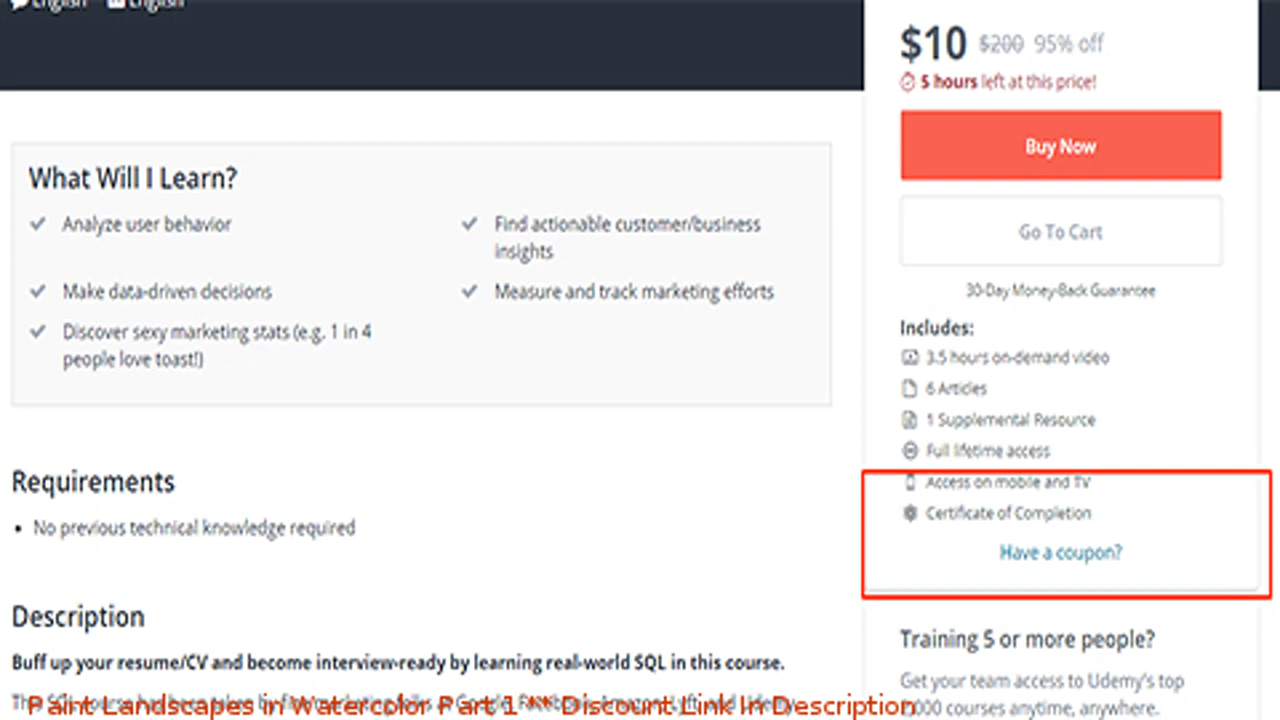 English English
What Will I Learn?
Analyze user behavior
Find actionable customer/business
insights
Make data-driven decisions
Measure and track marketing efforts
Discover sexy marketing stats (e.g. 1 in 4
people love toast!)
Requirements
No previous technical knowledge required
Description
Buff up your resume/CV and become interview-ready by learning real-world SQL in this course.
Paint Landscapes in Watercolor Part 1 ** Discount Link In Description
$10 $200 95% off
5 hours left at this price!
Buy Now
Go To Cart
30-Day Money-Back Guarantee
Includes:
3.5 hours on-demand video
6 Articles
1 Supplemental Resource
Full lifetime access
Access on mobile and TV
Certificate of Completion
Have a coupon?
Training 5 or more people?
Get your team access to Udemy's top
courses anytime, anywhere.